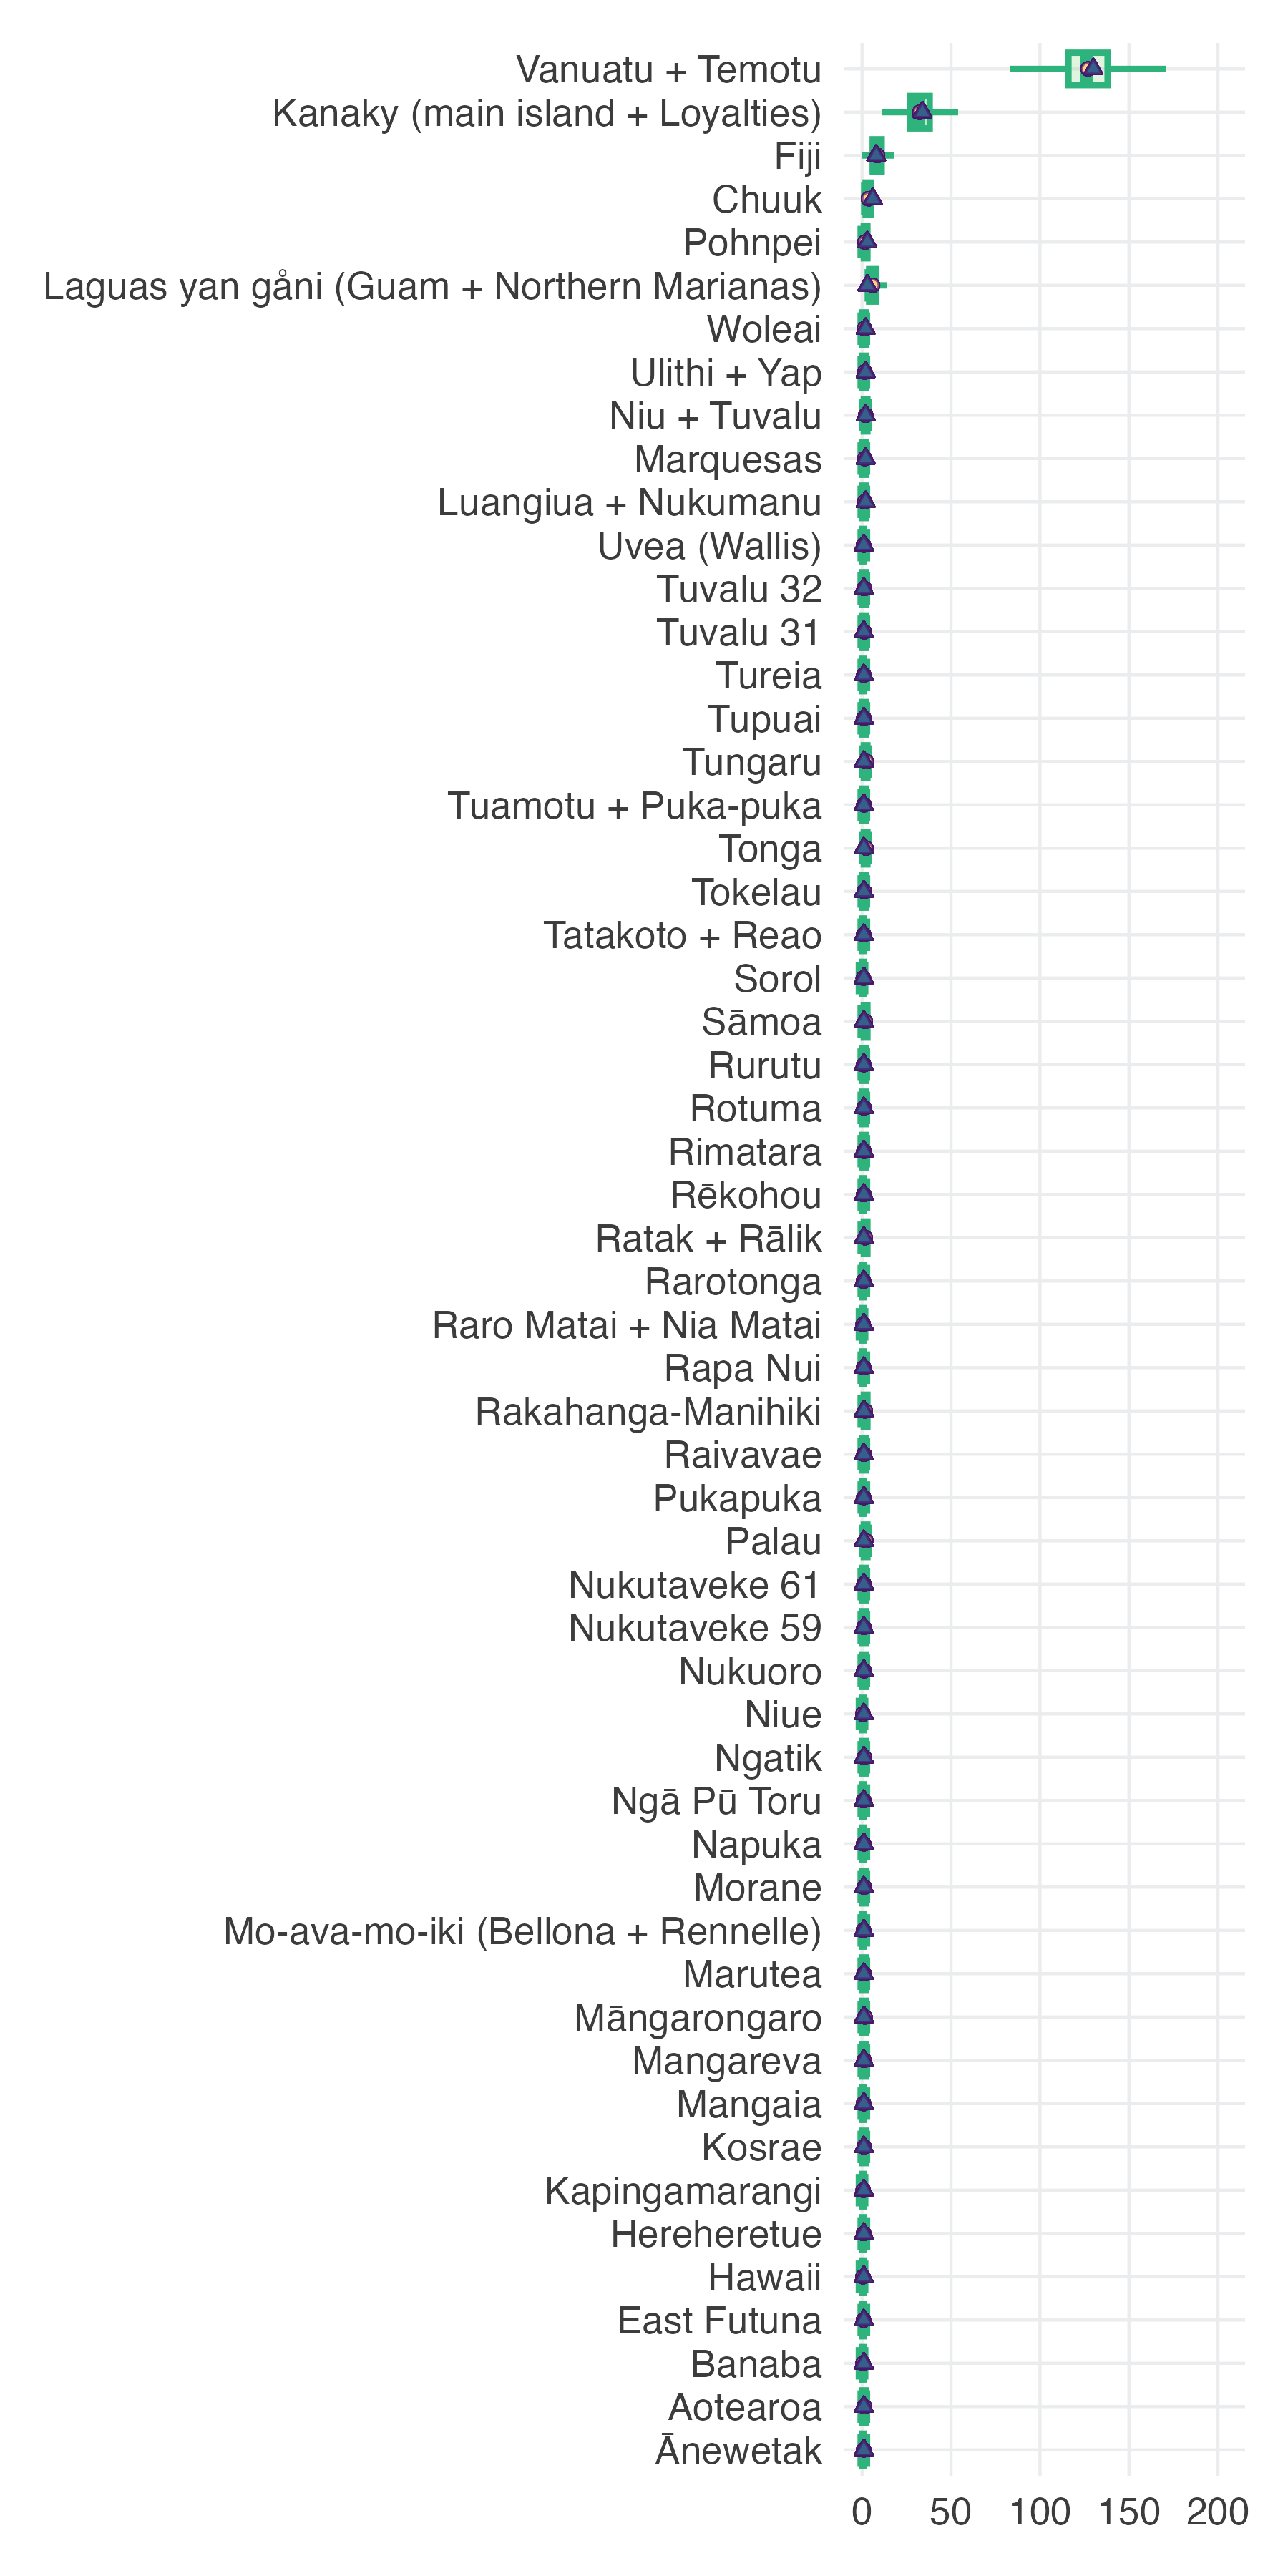 Vanuatu + Temotu
Kanaky (main island + Loyalties)
Fiji
Chuuk
Pohnpei
Laguas yan gåni (Guam + Northern Marianas)
Woleai
Ulithi + Yap
Niu + Tuvalu
Marquesas
Luangiua + Nukumanu
Uvea (Wallis)
Tuvalu 32
Tuvalu 31
Tureia
Tupuai
Tungaru
Tuamotu + Puka-puka
Tonga
Tokelau
Tatakoto + Reao
Sorol
Sāmoa
Rurutu
Rotuma
Rimatara
Rēkohou
Ratak + Rālik
Rarotonga
Raro Matai + Nia Matai
Rapa Nui
Rakahanga-Manihiki
Raivavae
Pukapuka
Palau
Nukutaveke 61
Nukutaveke 59
Nukuoro
Niue
Ngatik
Ngā Pū Toru
Napuka
Morane
Mo-ava-mo-iki (Bellona + Rennelle)
Marutea
Māngarongaro
Mangareva
Mangaia
Kosrae
Kapingamarangi
Hereheretue
Hawaii
East Futuna
Banaba
Aotearoa
Ānewetak
0 50 100 150 200